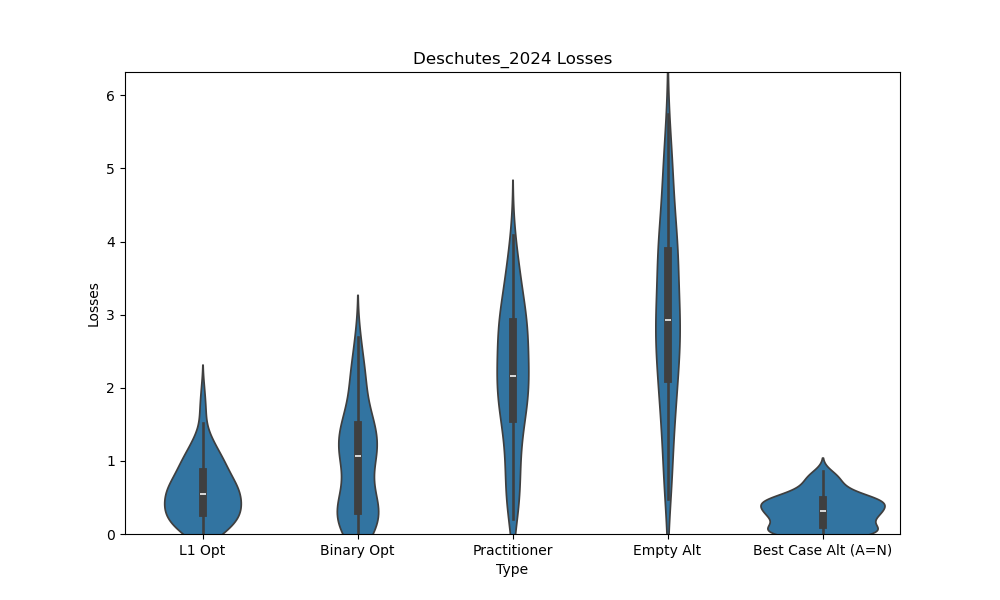 Deschutes_2024 Losses
6
5
4
3
2
1
0
Losses
L1 Opt
Binary Opt
Practitioner
Empty Alt
Best Case Alt (A=N)
Type